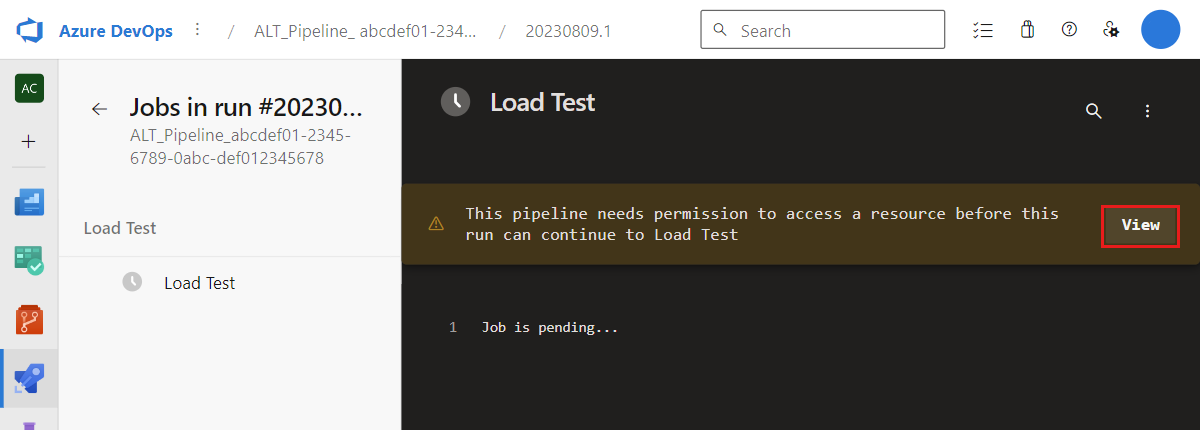 Azure DevOps / ALT_Pipeline_ abcdef01-234... / 20230809.1 Search
AC
Jobs in run #20230...
ALT_Pipeline_abcdef01-2345-
6789-0abc-def012345678
Load Test
Load Test
Load Test
This pipeline needs permission to access a resource before this
run can continue to Load Test
View
1 Job is pending...